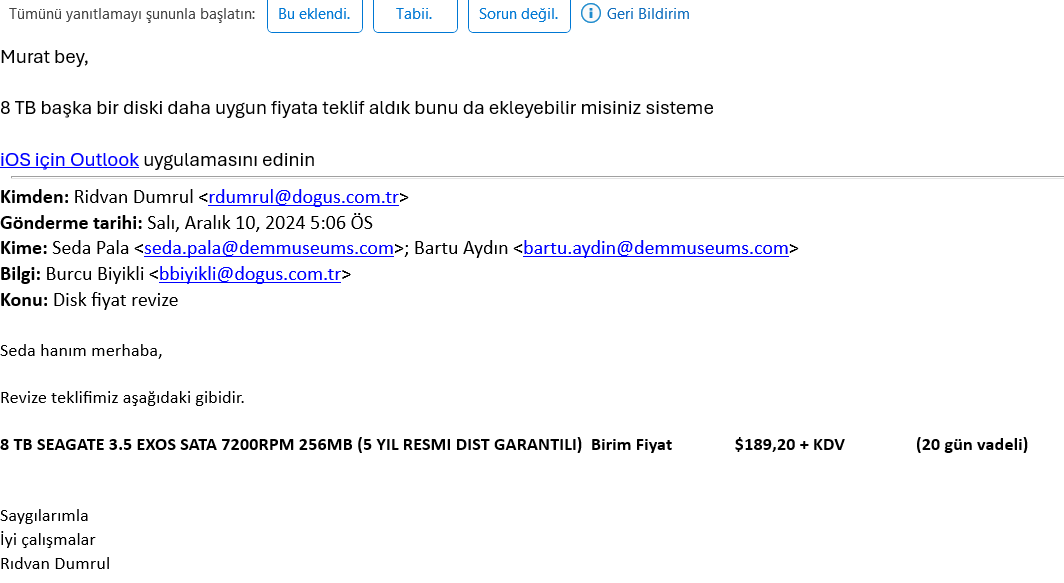 Tümünü yanıtlamayı şununla başlatın: Bu eklendi. Tabii. Sorun değil. Geri Bildirim
Murat bey,
8 TB başka bir diski daha uygun fiyata teklif aldık bunu da ekleyebilir misiniz sisteme
iOS için Outlook uygulamasını edinin
Kimden: Ridvan Dumrul <rdumrul@dogus.com.tr>
Gönderme tarihi: Salı, Aralık 10, 2024 5:06 ÖS
Kime: Seda Pala <seda.pala@demmuseums.com>; Bartu Aydın <bartu.aydin@demmuseums.com>
Bilgi: Burcu Biyikli <bbiyikli@dogus.com.tr>
Konu: Disk fiyat revize
Seda hanım merhaba,
Revize teklifimiz aşağıdaki gibidir.
8 TB SEAGATE 3.5 EXOS SATA 7200RPM 256MB (5 YIL RESMI DIST GARANTILI) Birim Fiyat $189,20 + KDV (20 gün vadeli)
Saygılarımla
İyi çalışmalar
Rıdvan Dumrul